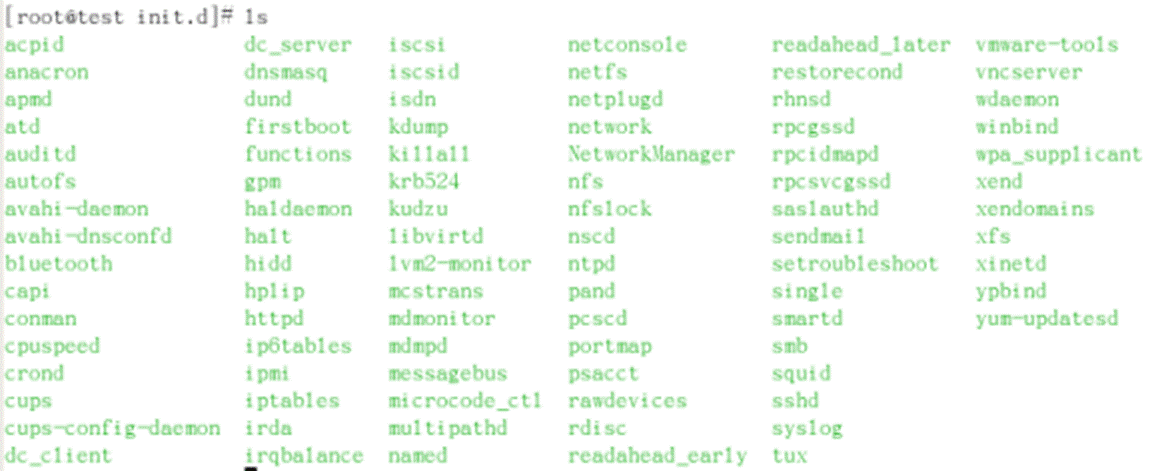 [root@test init.d]# ls
acpid dc_server iscsi netconsole readahead_later vmware-tools
anacron dnsmasq iscsid netfs restorecond vncserver
apmd dund isdn netplugd rhnsd wdaemon
atd firstboot kdump network rpcgssd winbind
auditd functions killall NetworkManager rpcidmapd wpa_supplicant
autofs gpm krb524 nfs rpcsvcgssd xend
avahi-daemon haldaemon kudzu nfslock saslauthd xendomains
avahi-dnsconfd halt libvirtd nscd sendmail xfs
bluetooth hidd lvm2-monitor ntpd setroubleshoot xinetd
capi hplip mcstrans pand single ypbind
conman httpd mdmonitor pcscd smartd yum-updatesd
cpuspeed ip6tables mdmpd portmap smb
crond ipmi messagebus psacct squid
cups iptables microcode_ctl rawdevices sshd
cups-config-daemon irda multipathd rdisc syslog
dc_client irqbalance named readahead_early tux